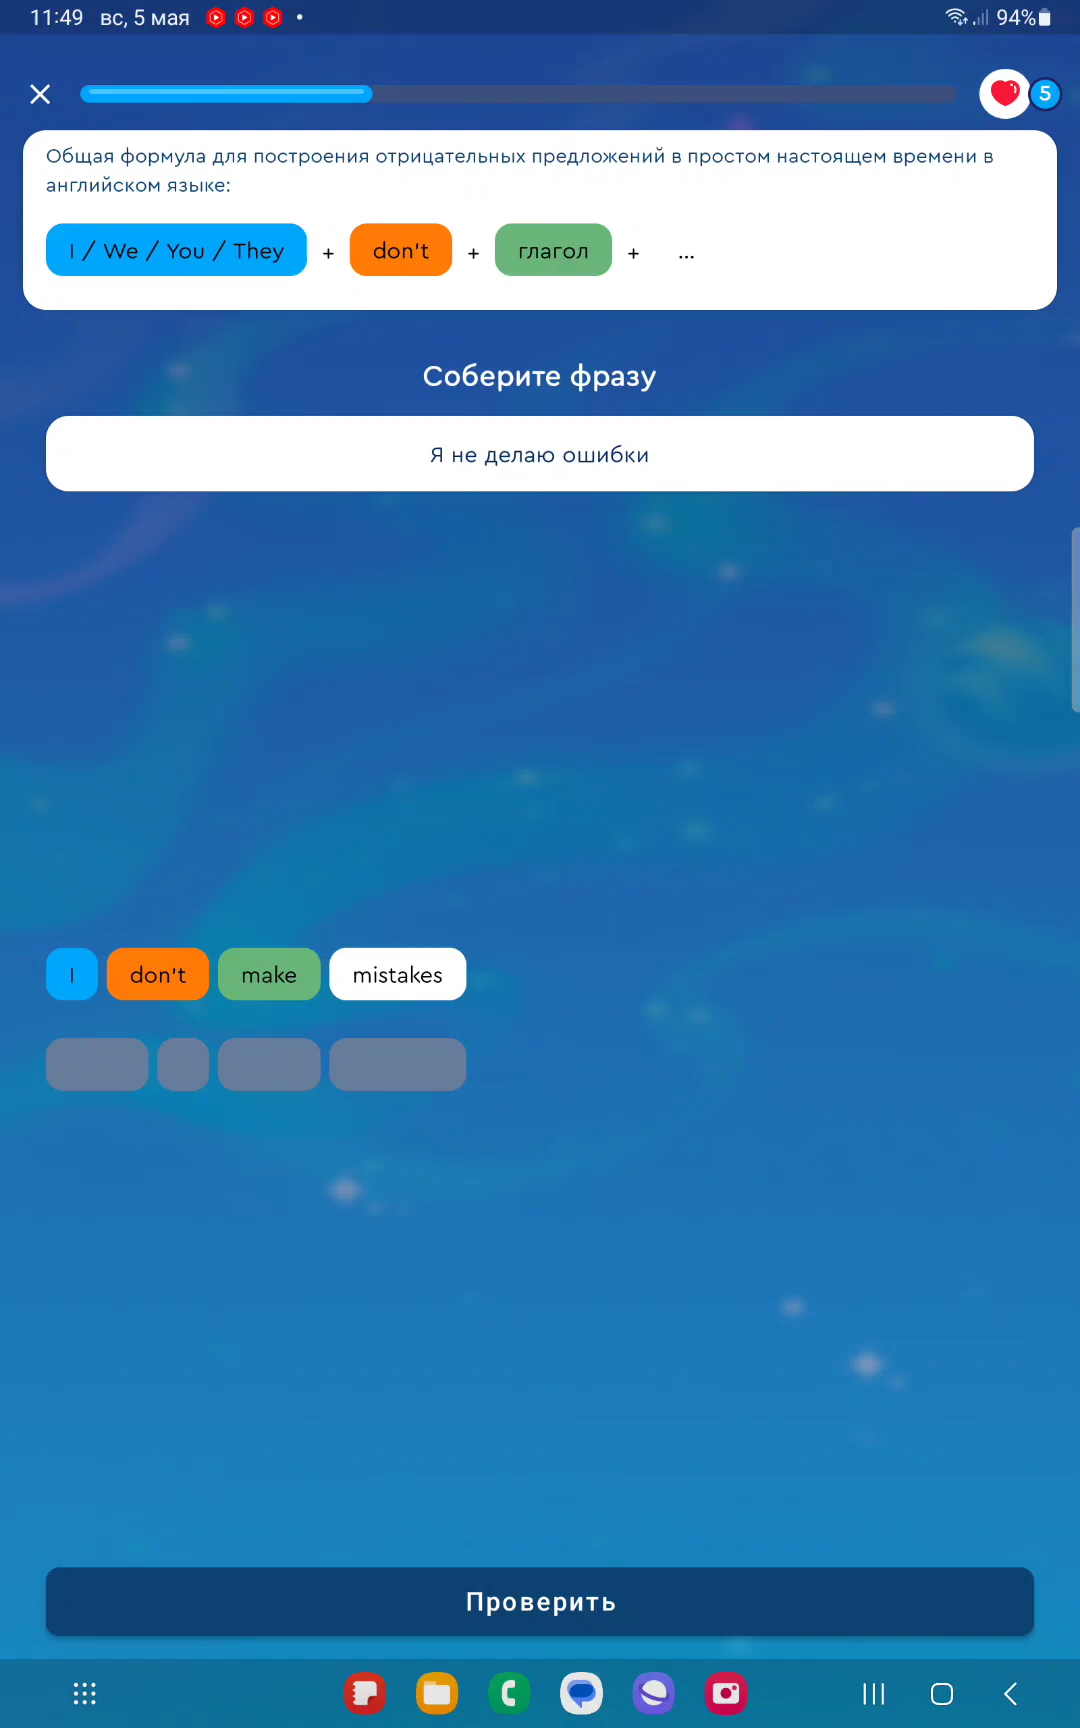 11:49 вс, 5 мая 94%
5
Общая формула для построения отрицательных предложений в простом настоящем времени в
английском языке:
I / We / You / They + don't + глагол + ...
Соберите фразу
Я не делаю ошибки
I don't make mistakes
Проверить